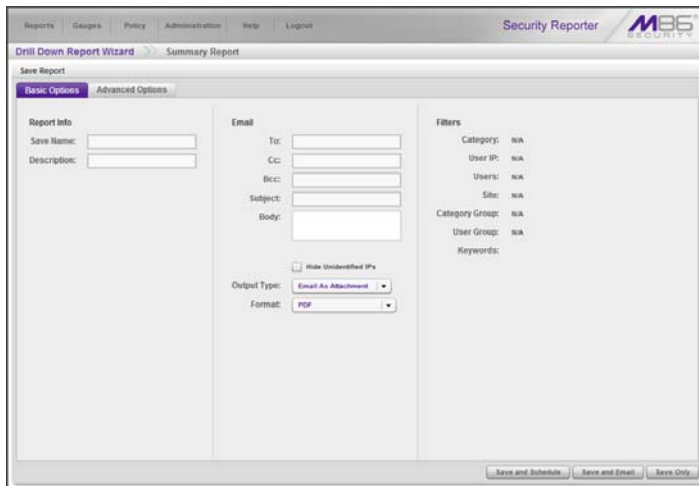 Reports Gauges Policy Administration Help Logout
Security Reporter
M86
SECURITY
Drill Down Report Wizard Summary Report
Save Report
Basic Options Advanced Options
Report Info
Save Name:
Description:
Email
To:
Cc:
Bcc:
Subject:
Body:
Hide Unidentified IPs
Output Type: Email As Attachment
Format: PDF
Filters
Category: N/A
User IP: N/A
Users: N/A
Site: N/A
Category Group: N/A
User Group: N/A
Keywords:
Save and Schedule Save and Email Save Only